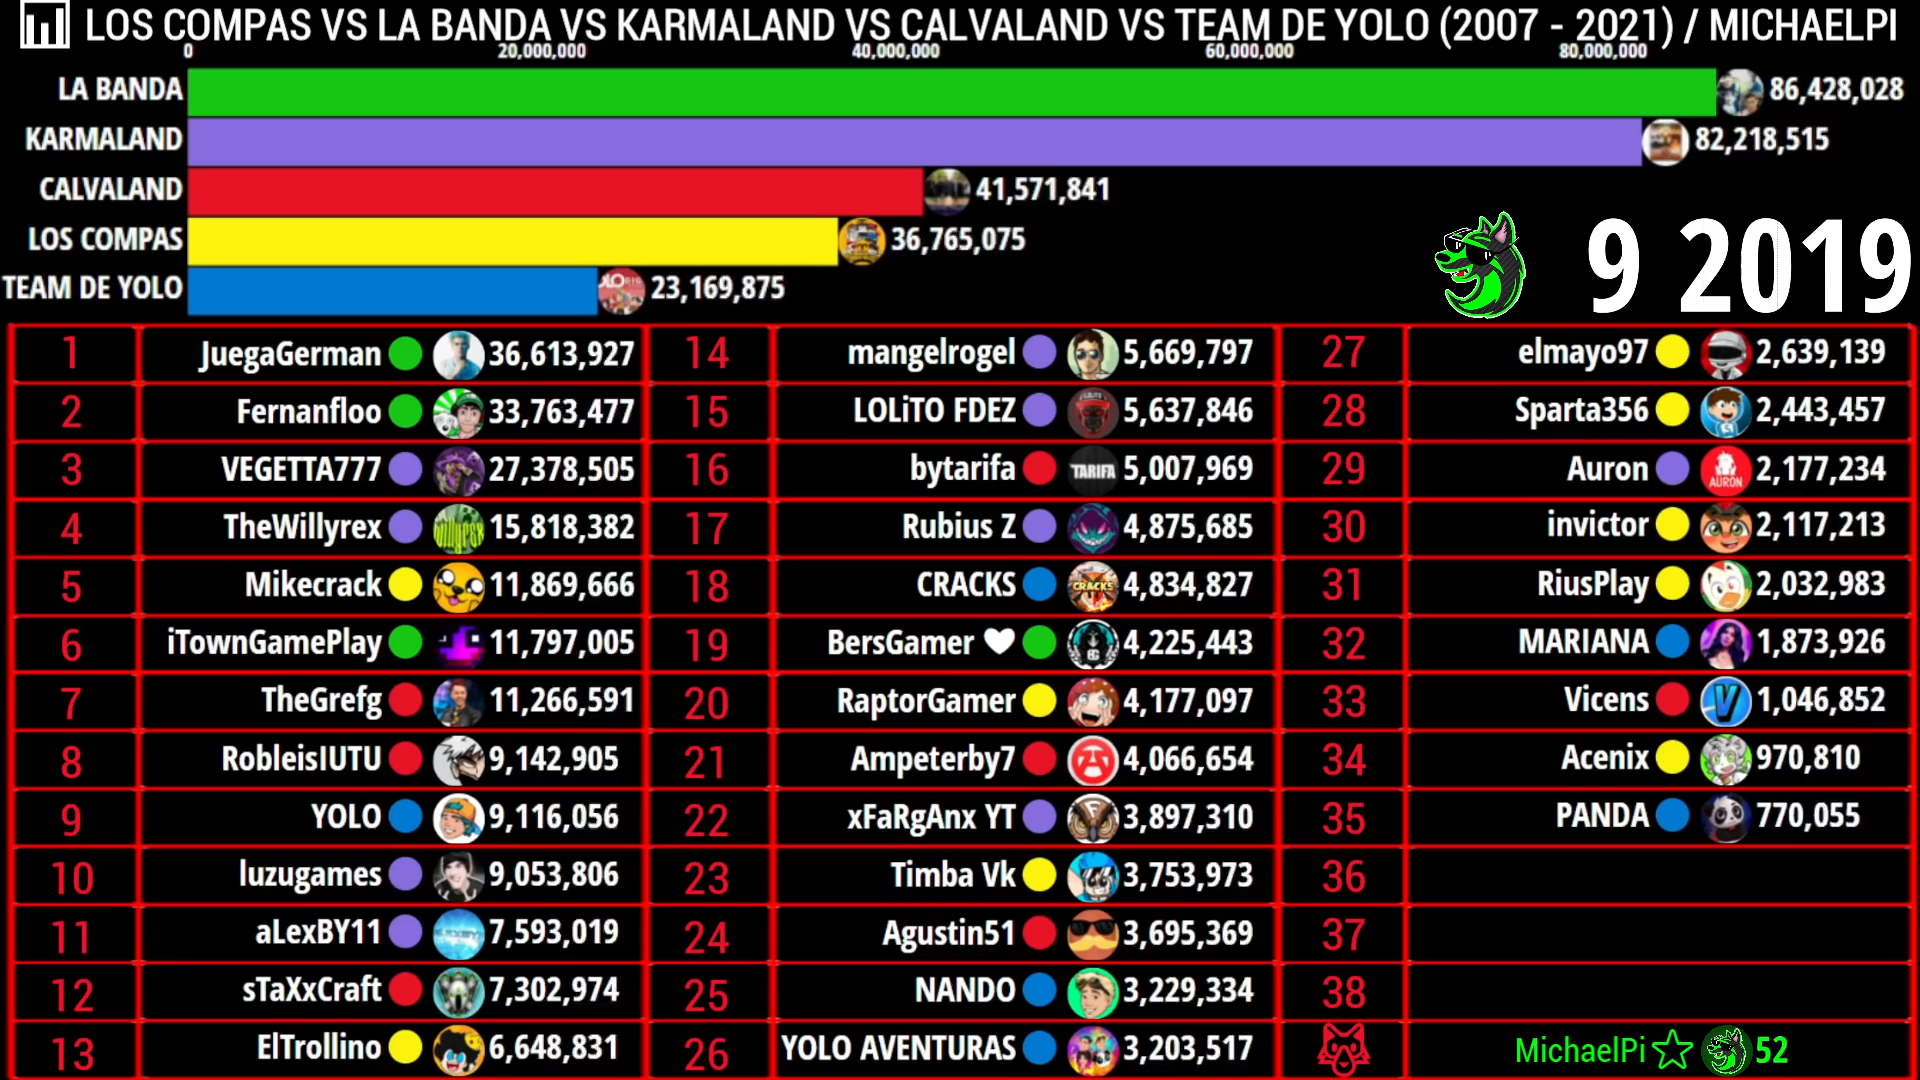 LOS COMPAS VS LA BANDA VS KARMALAND VS CALVALAND VS TEAM DE YOLO (2007 - 2021) / MICHAELPI
0 20,000,000 40,000,000 60,000,000 80,000,000
LA BANDA 86,428,028
KARMALAND 82,218,515
CALVALAND 41,571,841
LOS COMPAS 36,765,075
TEAM DE YOLO 23,169,875
9 2019
1 JuegaGerman 36,613,927
2 Fernanfloo 33,763,477
3 VEGETTA777 27,378,505
4 TheWillyrex 15,818,382
5 Mikecrack 11,869,666
6 iTownGamePlay 11,797,005
7 TheGrefg 11,266,591
8 RobleisIUTU 9,142,905
9 YOLO 9,116,056
10 luzugames 9,053,806
11 aLexBY11 7,593,019
12 sTaXxCraft 7,302,974
13 ElTrollino 6,648,831
14 mangelrogel 5,669,797
15 LOLiTO FDEZ 5,637,846
16 bytarifa TARIFA 5,007,969
17 Rubius Z 4,875,685
18 CRACKS CRACKS 4,834,827
19 BersGamer 4,225,443
20 RaptorGamer 4,177,097
21 Ampeterby7 4,066,654
22 xFaRgAnx YT 3,897,310
23 Timba Vk 3,753,973
24 Agustin51 3,695,369
25 NANDO 3,229,334
26 YOLO AVENTURAS 3,203,517
27 elmayo97 2,639,139
28 Sparta356 2,443,457
29 Auron AURON 2,177,234
30 invictor 2,117,213
31 RiusPlay 2,032,983
32 MARIANA 1,873,926
33 Vicens V 1,046,852
34 Acenix 970,810
35 PANDA 770,055
36
37
38
MichaelPi 52